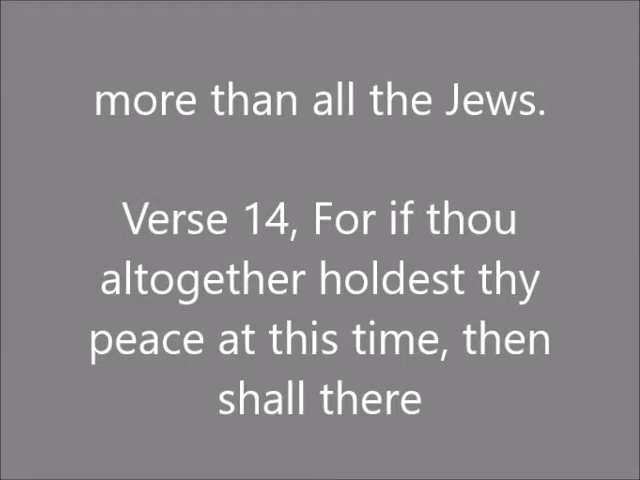 more than all the Jews.
Verse 14, For if thou
altogether holdest thy
peace at this time, then
shall there